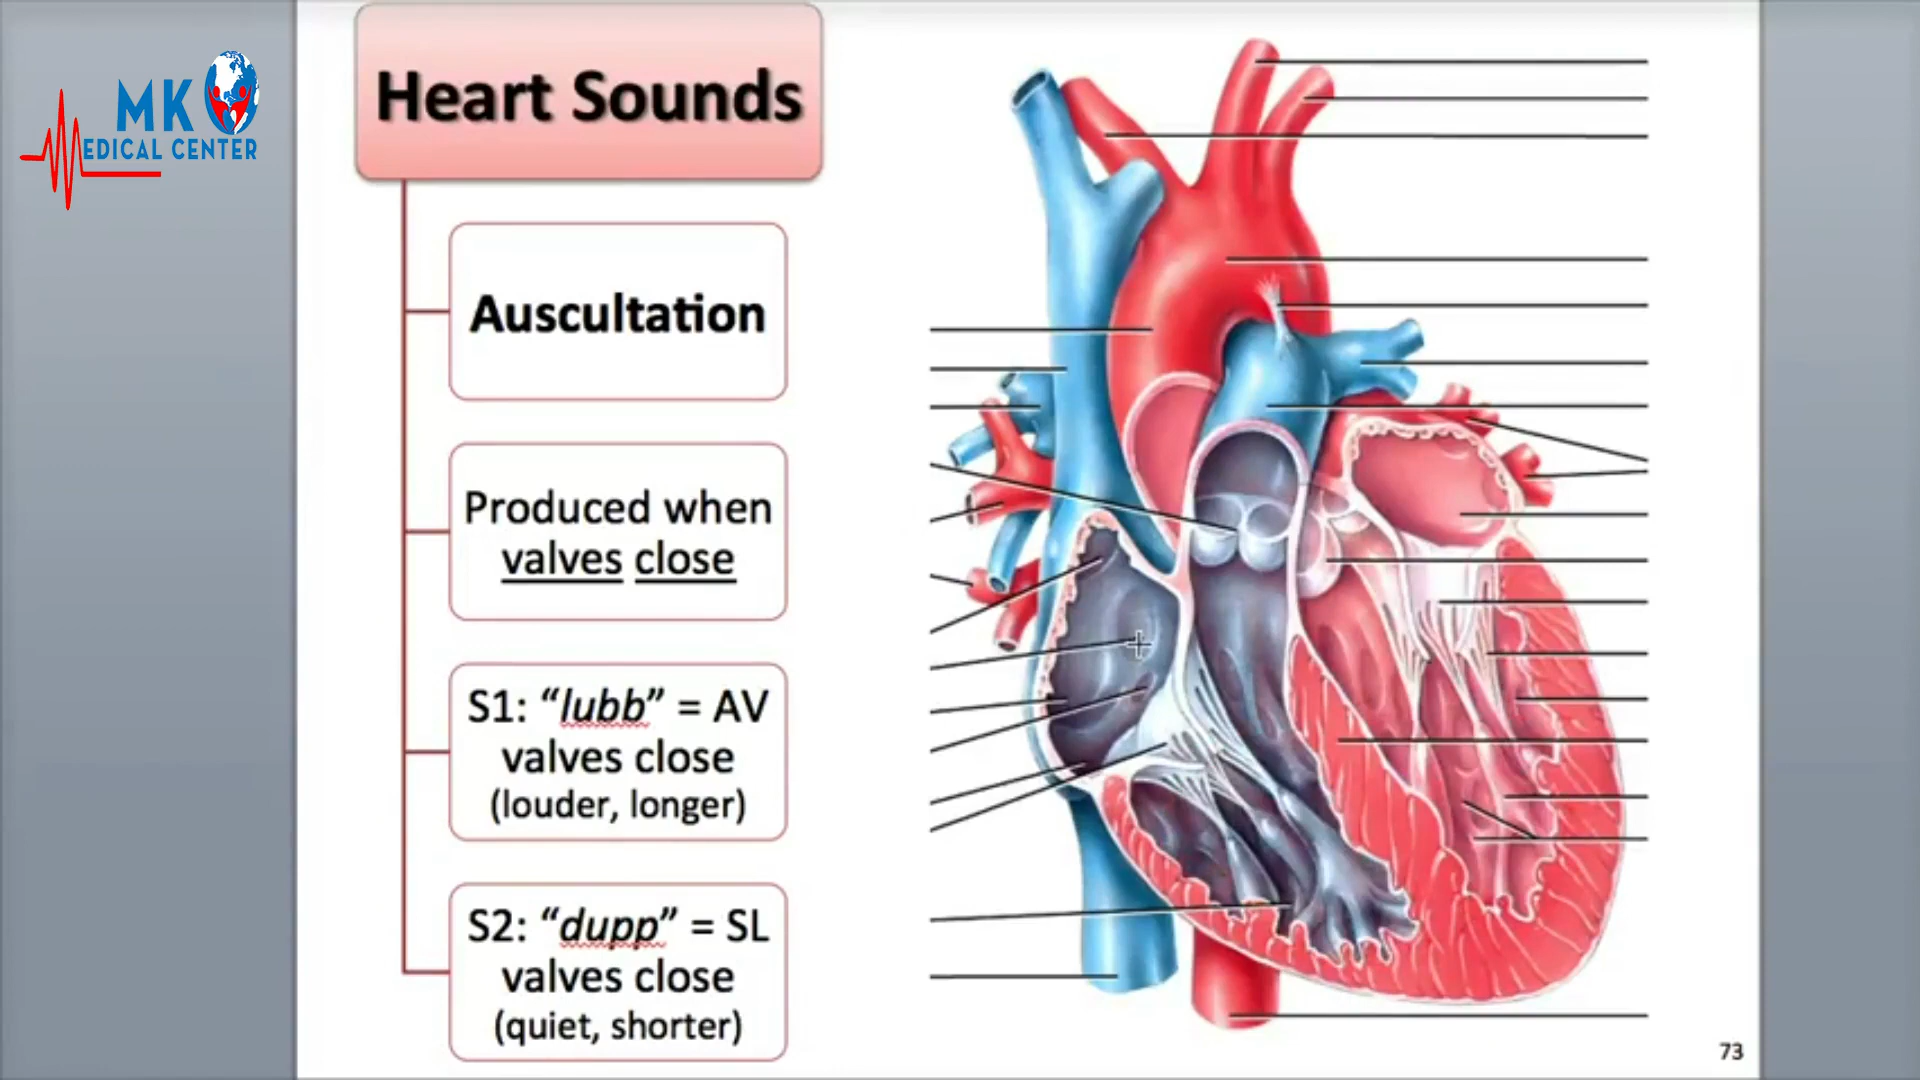 MK
MEDICAL CENTER
Heart Sounds
Auscultation
Produced when
valves close
S1: “lubb” = AV
valves close
(louder, longer)
S2: “dupp” = SL
valves close
(quiet, shorter)
73